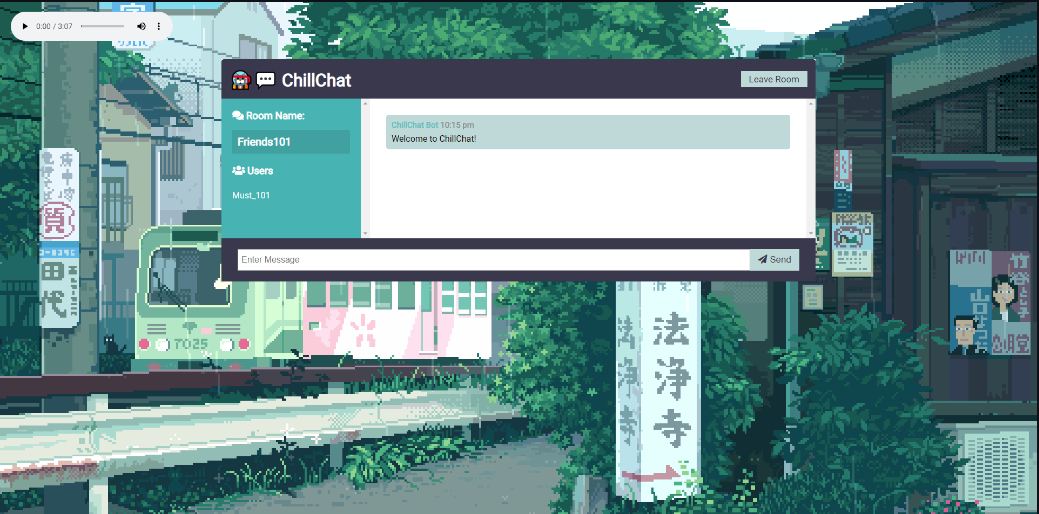 0:00 / 3:07
ChillChat
Leave Room
Room Name:
Friends101
Users
Must_101
ChillChat Bot 10:15 pm
Welcome to ChillChat!
Enter Message
Send
質
田
代
7025
法
浄
寺